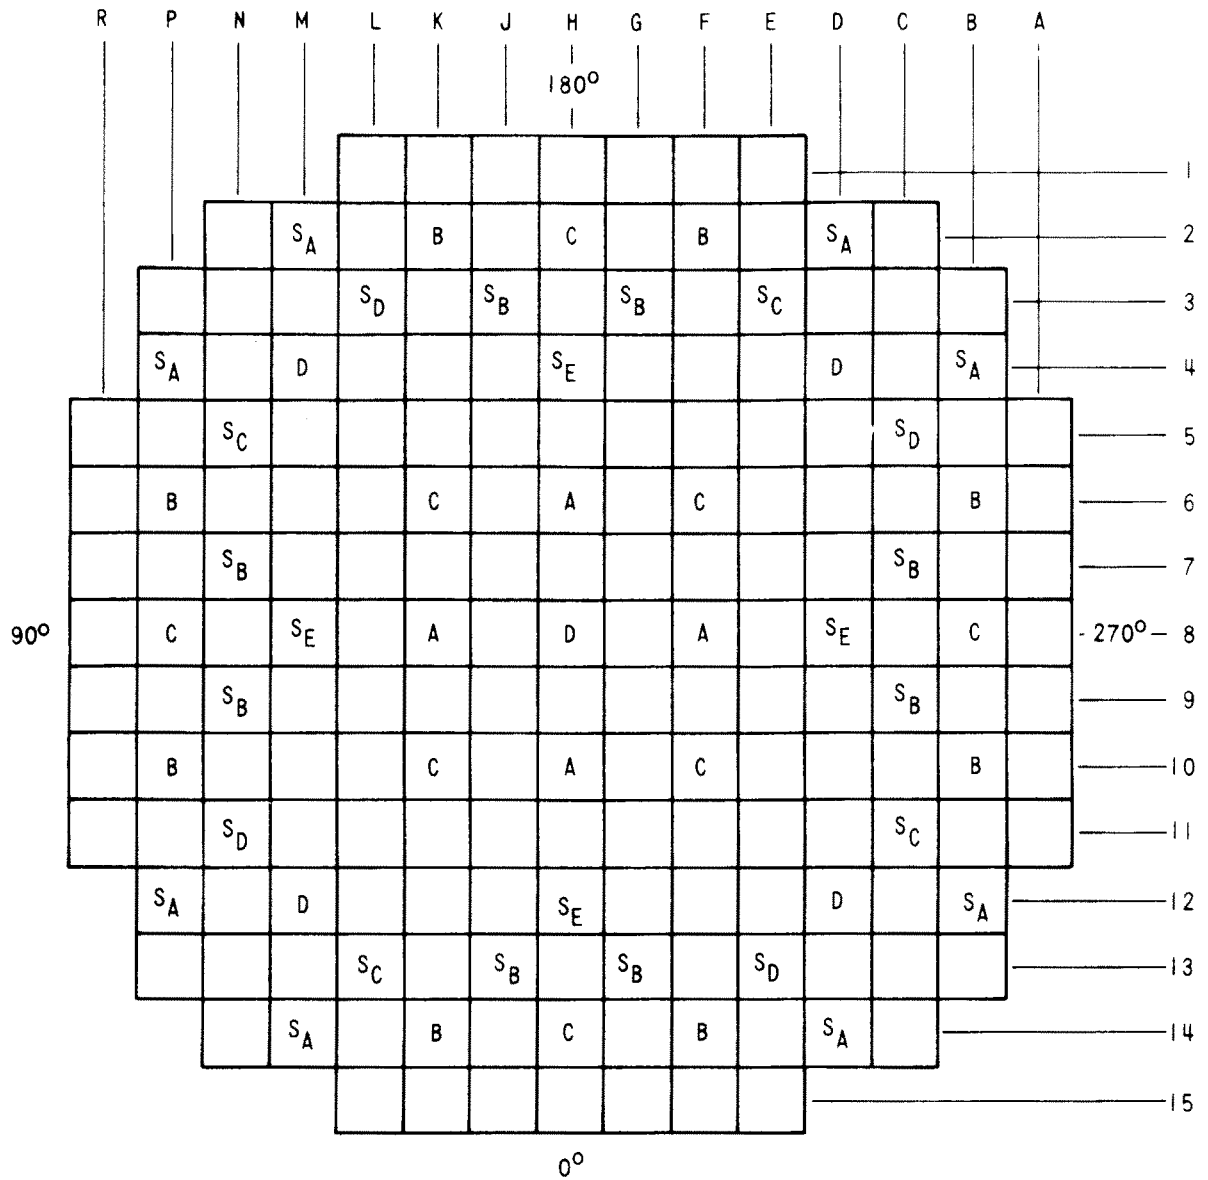 R P N M L K J H G F E D C B A
180°
1
S_A B C B S_A 2
S_D S_B S_B S_C 3
S_A D S_E D S_A 4
S_C S_D 5
B C A C B 6
S_B S_B 7
90° C S_E A D A S_E C 270° 8
S_B S_B 9
B C A C B 10
S_D S_C 11
S_A D S_E D S_A 12
S_C S_B S_B S_D 13
S_A B C B S_A 14
15
0°